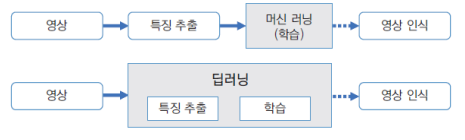 영상
특징 추출
머신 러닝
(학습)
영상 인식
영상
딥러닝
특징 추출
학습
영상 인식